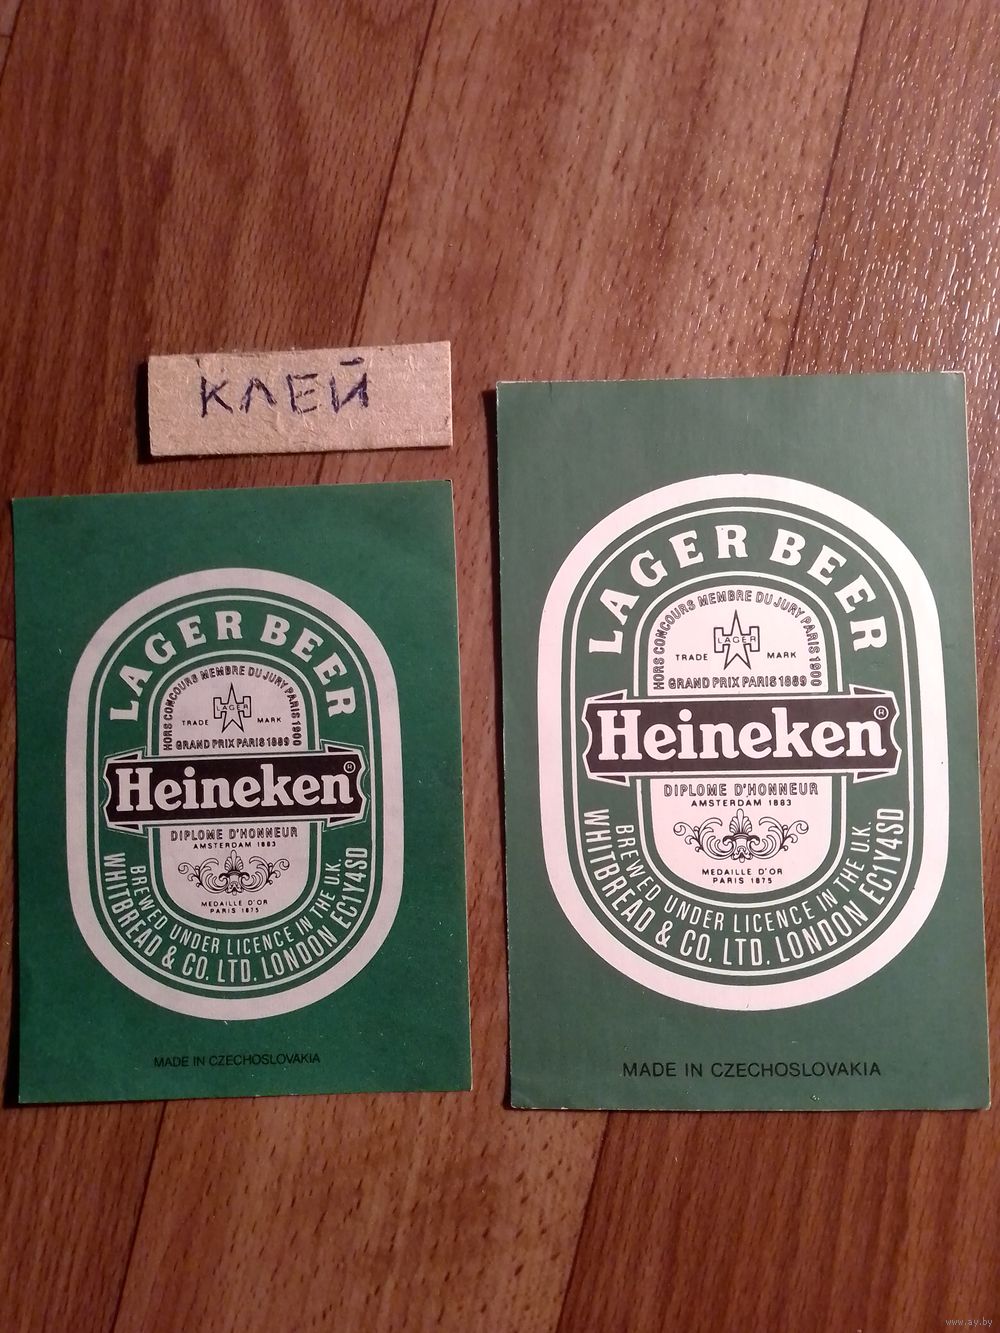 КЛЕЙ
LAGER BEER
HORS CONCOURS MEMBRE DU JURY PARIS 1900
LAGER
TRADE MARK
GRAND PRIX PARIS 1889
Heineken®
DIPLOME D'HONNEUR
AMSTERDAM 1883
MEDAILLE D'OR
PARIS 1875
BREWED UNDER LICENCE IN THE U.K.
WHITBREAD & CO. LTD. LONDON EC1Y4SD
MADE IN CZECHOSLOVAKIA
LAGER BEER
HORS CONCOURS MEMBRE DU JURY PARIS 1900
LAGER
TRADE MARK
GRAND PRIX PARIS 1889
Heineken®
DIPLOME D'HONNEUR
AMSTERDAM 1883
MEDAILLE D'OR
PARIS 1875
BREWED UNDER LICENCE IN THE U.K.
WHITBREAD & CO. LTD. LONDON EC1Y4SD
MADE IN CZECHOSLOVAKIA
www.ay.by